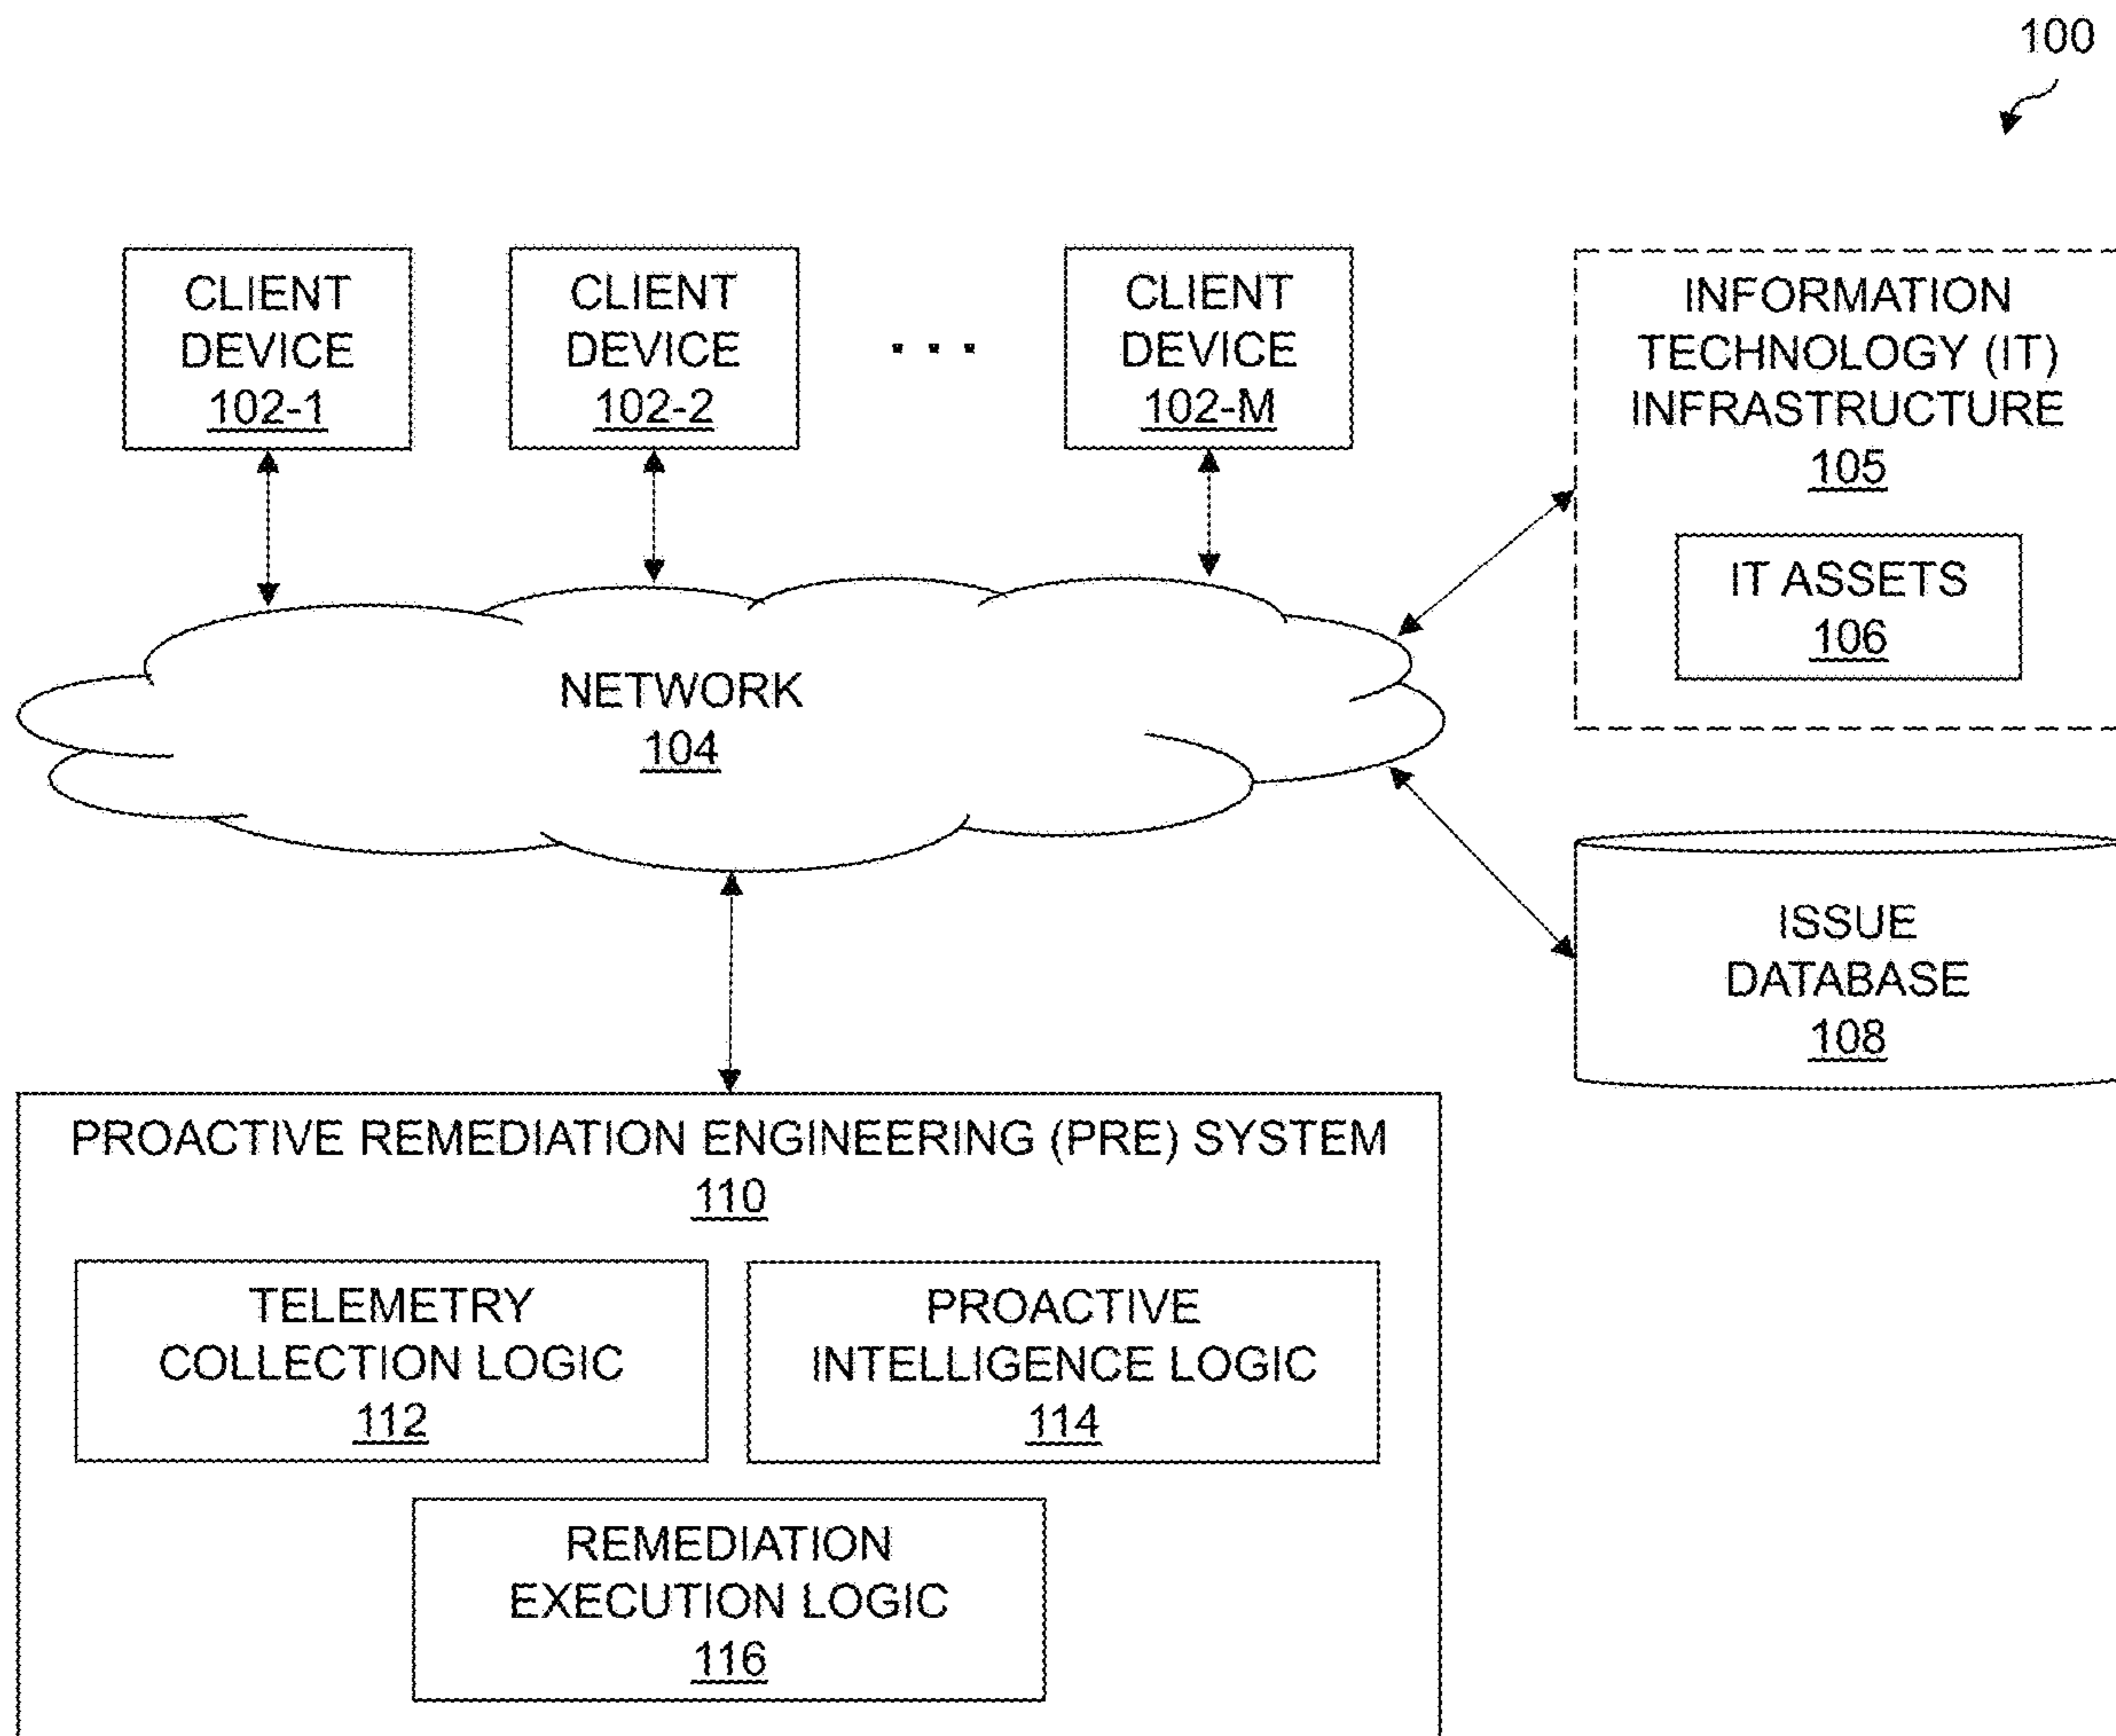 100
CLIENT
DEVICE
102-1
CLIENT
DEVICE
102-2
. . .
CLIENT
DEVICE
102-M
INFORMATION
TECHNOLOGY (IT)
INFRASTRUCTURE
105
IT ASSETS
106
NETWORK
104
ISSUE
DATABASE
108
PROACTIVE REMEDIATION ENGINEERING (PRE) SYSTEM
110
TELEMETRY
COLLECTION LOGIC
112
PROACTIVE
INTELLIGENCE LOGIC
114
REMEDIATION
EXECUTION LOGIC
116